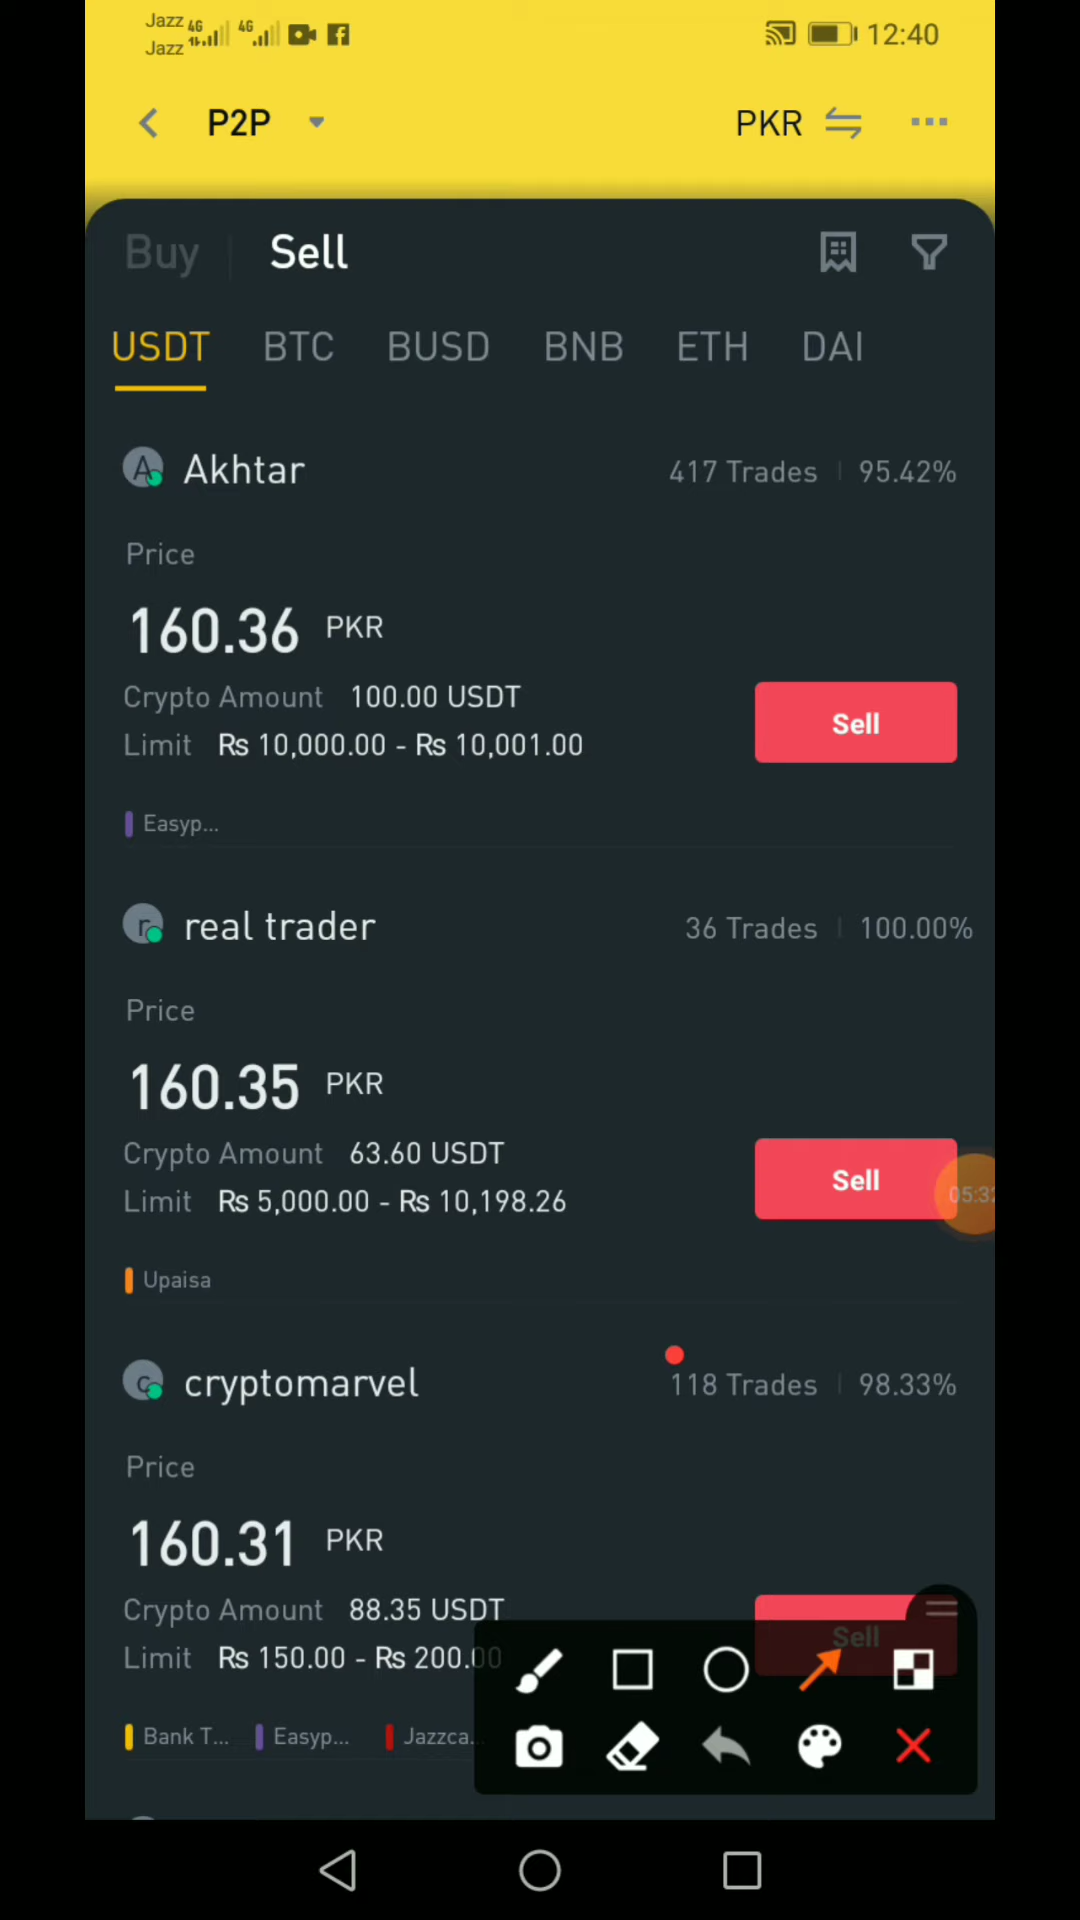 Jazz 4G 4G
Jazz
12:40
P2P
PKR
Buy
Sell
USDT BTC BUSD BNB ETH DAI
A Akhtar 417 Trades 95.42%
Price
160.36 PKR
Crypto Amount 100.00 USDT
Limit Rs 10,000.00 - Rs 10,001.00
Sell
Easyp...
r real trader 36 Trades 100.00%
Price
160.35 PKR
Crypto Amount 63.60 USDT
Limit Rs 5,000.00 - Rs 10,198.26
Sell
05:32
Upaisa
c cryptomarvel 118 Trades 98.33%
Price
160.31 PKR
Crypto Amount 88.35 USDT
Limit Rs 150.00 - Rs 200.00
Sell
Bank T... Easyp... Jazzca...